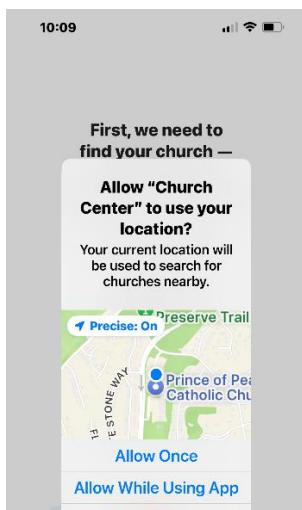 10:09
First, we need to
find your church —
Allow “Church
Center” to use your
location?
Your current location will
be used to search for
churches nearby.
Preserve Trail
Precise: On
STONE WAY
Prince of
Catholic
Allow Once
Allow While Using App